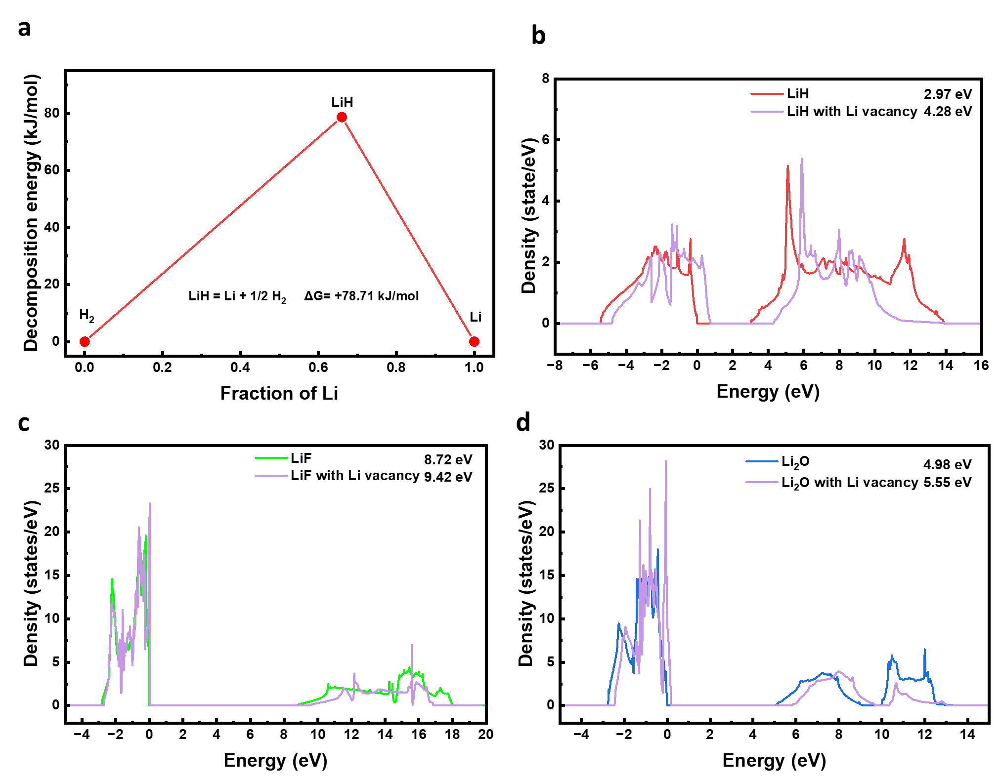 a
Decomposition energy (kJ/mol)
80
60
40
20
0
LiH
H2
Li
LiH = Li + 1/2 H2 ΔG= +78.71 kJ/mol
0.0 0.2 0.4 0.6 0.8 1.0
Fraction of Li
b
Density (state/eV)
8
6
4
2
0
LiH 2.97 eV
LiH with Li vacancy 4.28 eV
−8 −6 −4 −2 0 2 4 6 8 10 12 14 16
Energy (eV)
c
Density (states/eV)
30
25
20
15
10
5
0
LiF 8.72 eV
LiF with Li vacancy 9.42 eV
−4 −2 0 2 4 6 8 10 12 14 16 18 20
Energy (eV)
d
Density (states/eV)
30
25
20
15
10
5
0
Li2O 4.98 eV
Li2O with Li vacancy 5.55 eV
−4 −2 0 2 4 6 8 10 12 14
Energy (eV)